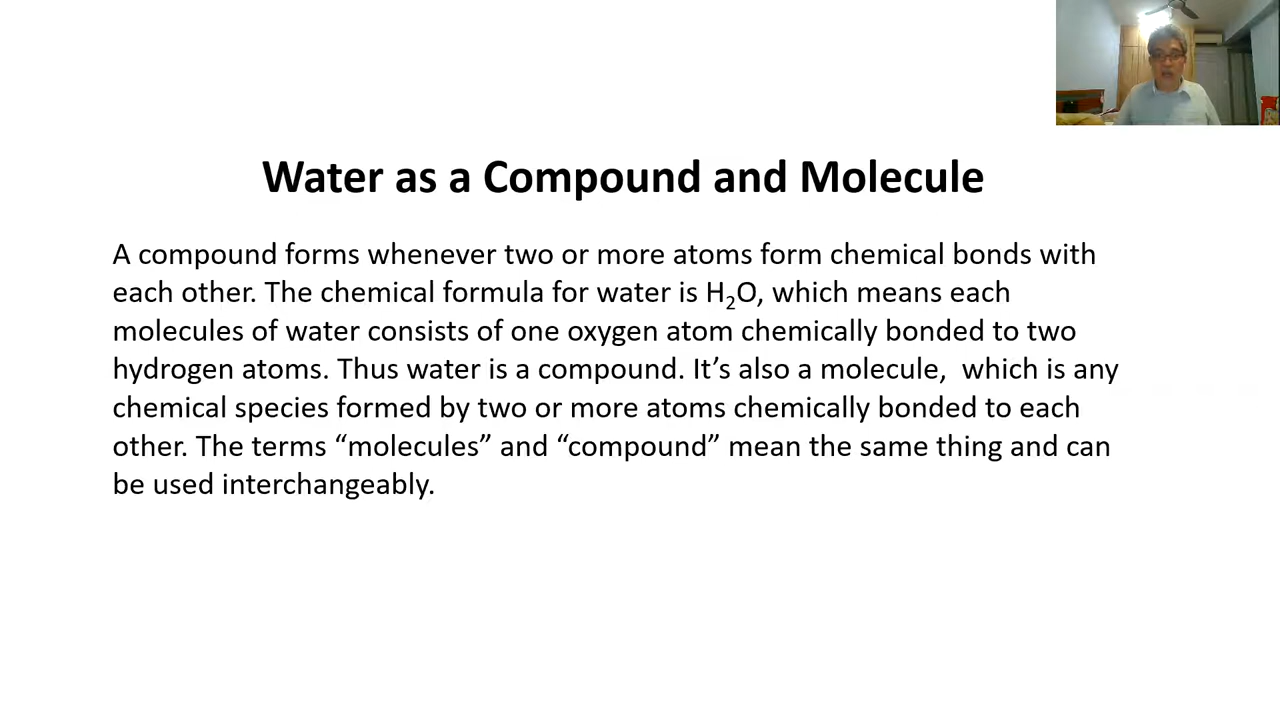 Water as a Compound and Molecule
A compound forms whenever two or more atoms form chemical bonds with
each other. The chemical formula for water is H₂O, which means each
molecules of water consists of one oxygen atom chemically bonded to two
hydrogen atoms. Thus water is a compound. It’s also a molecule,  which is any
chemical species formed by two or more atoms chemically bonded to each
other. The terms “molecules” and “compound” mean the same thing and can
be used interchangeably.